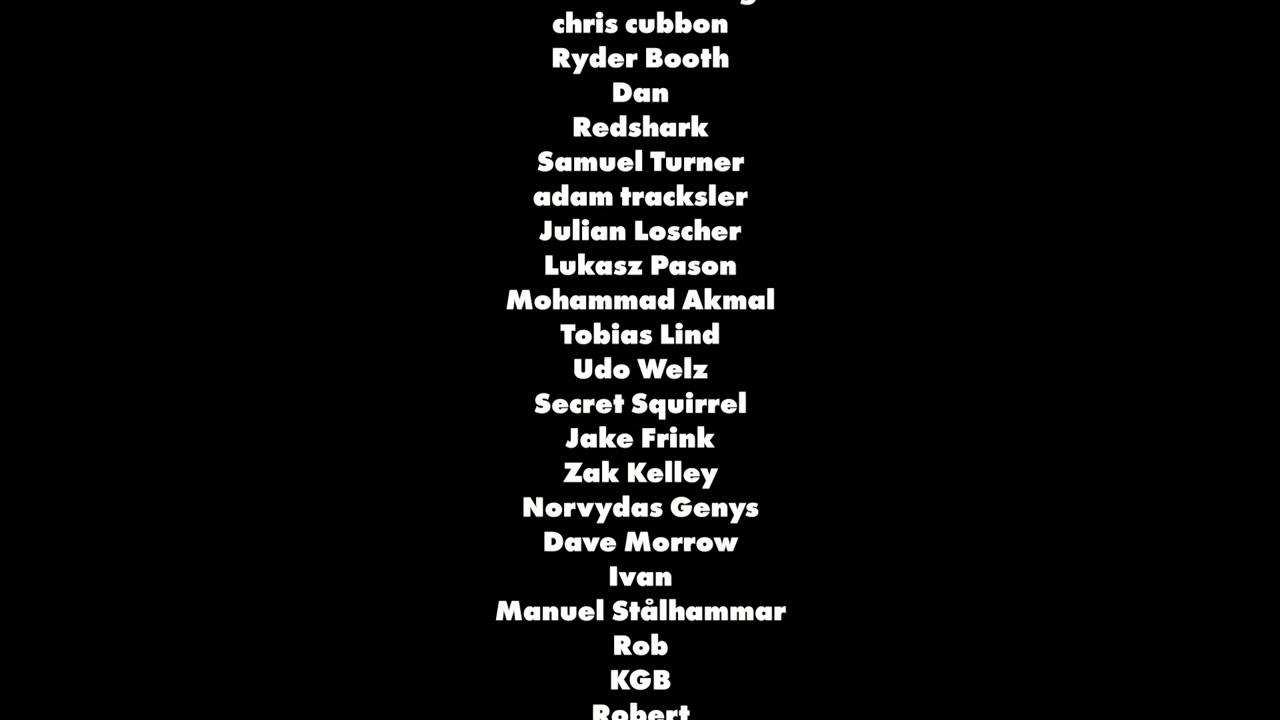 chris cubbon
Ryder Booth
Dan
Redshark
Samuel Turner
adam tracksler
Julian Loscher
Lukasz Pason
Mohammad Akmal
Tobias Lind
Udo Welz
Secret Squirrel
Jake Frink
Zak Kelley
Norvydas Genys
Dave Morrow
Ivan
Manuel Stålhammar
Rob
KGB
Robert